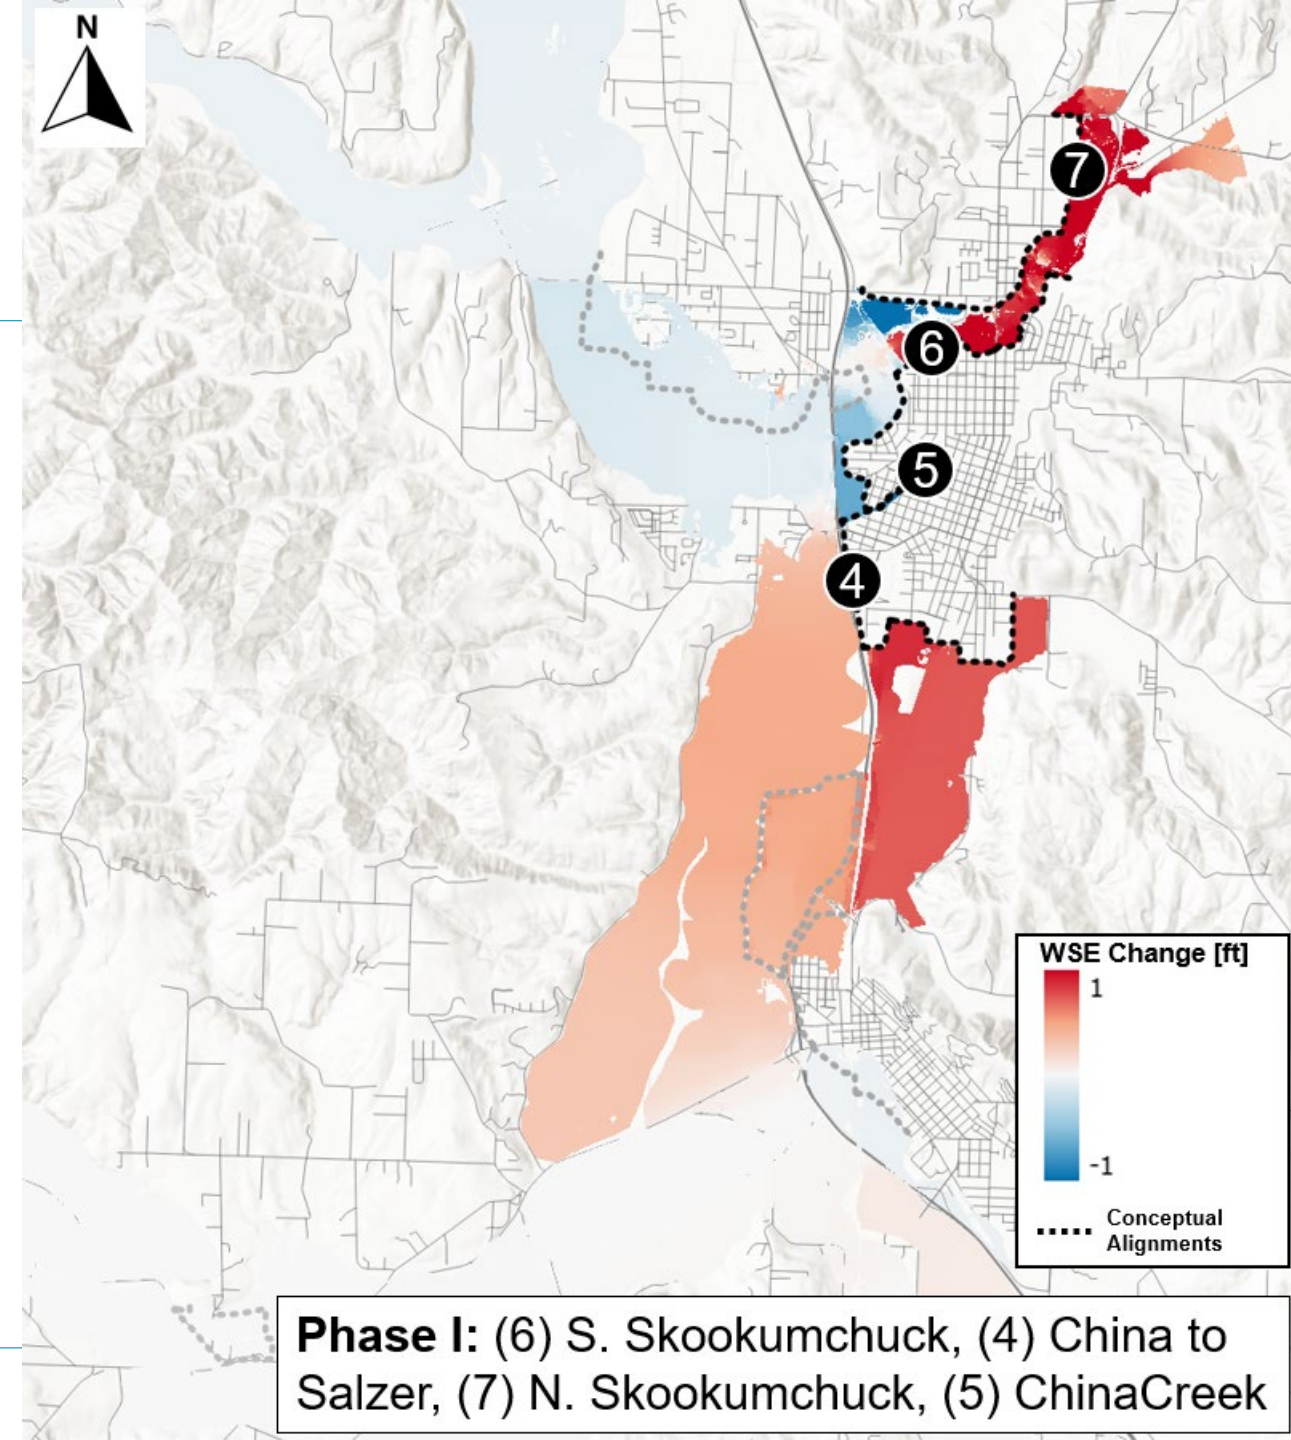 N
7
6
5
4
WSE Change [ft]
1
-1
Conceptual
Alignments
Phase I: (6) S. Skookumchuck, (4) China to
Salzer, (7) N. Skookumchuck, (5) ChinaCreek